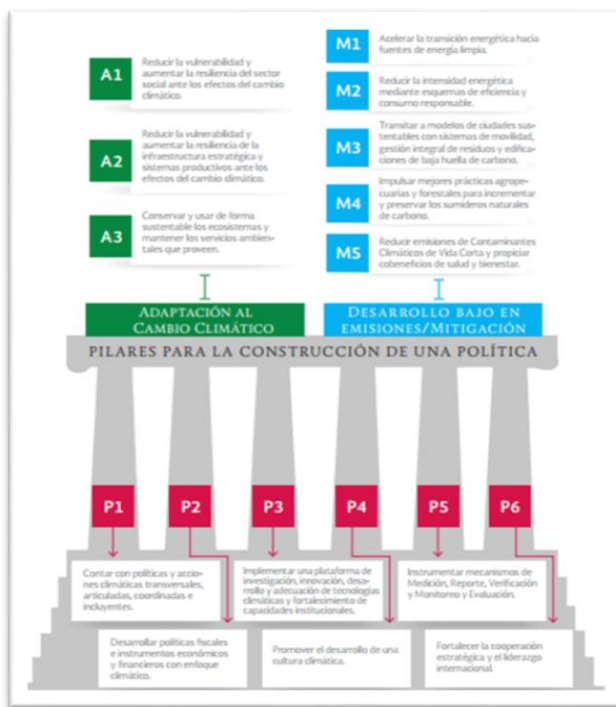 A1
Reducir la vulnerabilidad y
aumentar la resiliencia del sector
social ante los efectos del cambio
climático.
A2
Reducir la vulnerabilidad y
aumentar la resiliencia de la
infraestructura estratégica y
sistemas productivos ante los
efectos del cambio climático.
A3
Conservar y usar de forma
sustentable los ecosistemas y
mantener los servicios ambien-
tales que proveen.
M1
Acelerar la transición energética hacia
fuentes de energía limpia.
M2
Reducir la intensidad energética
mediante esquemas de eficiencia y
consumo responsable.
M3
Transitar a modelos de ciudades sus-
tentables con sistemas de movilidad,
gestión integral de residuos y edifica-
ciones de baja huella de carbono.
M4
Impulsar mejores prácticas agrope-
cuarias y forestales para incrementar
y preservar los sumideros naturales
de carbono.
M5
Reducir emisiones de Contaminantes
Climáticos de Vida Corta y propiciar
cobeneficios de salud y bienestar.
ADAPTACIÓN AL
CAMBIO CLIMÁTICO
DESARROLLO BAJO EN
EMISIONES/MITIGACIÓN
PILARES PARA LA CONSTRUCCIÓN DE UNA POLÍTICA
P1
P2
P3
P4
P5
P6
Contar con políticas y accio-
nes climáticas transversales,
articuladas, coordinadas e
incluyentes.
Implementar una plataforma de
investigación, innovación, desa-
rrollo y adecuación de tecnologías
climáticas y fortalecimiento de
capacidades institucionales.
Instrumentar mecanismos de
Medición, Reporte, Verificación
y Monitoreo y Evaluación.
Desarrollar políticas fiscales
e instrumentos económicos
y financieros con enfoque
climático.
Promover el desarrollo de una
cultura climática.
Fortalecer la cooperación
estratégica y el liderazgo
internacional.